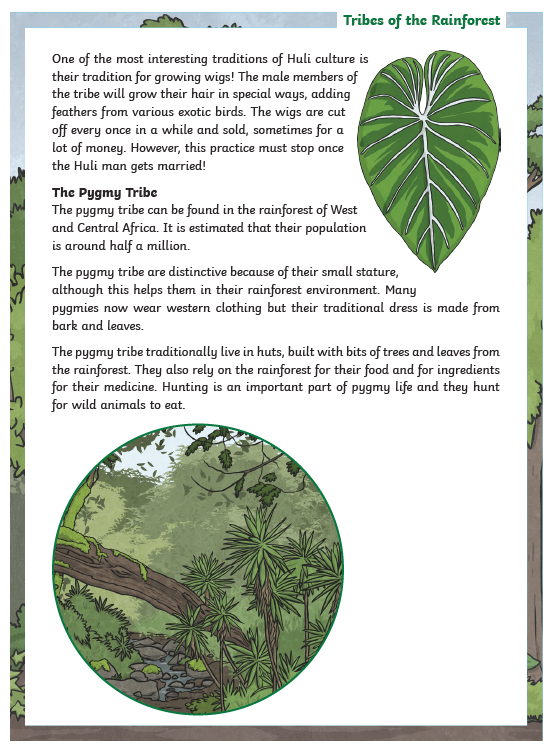 Tribes of the Rainforest
One of the most interesting traditions of Huli culture is
their tradition for growing wigs! The male members of
the tribe will grow their hair in special ways, adding
feathers from various exotic birds. The wigs are cut
off every once in a while and sold, sometimes for a
lot of money. However, this practice must stop once
the Huli man gets married!
The Pygmy Tribe
The pygmy tribe can be found in the rainforest of West
and Central Africa. It is estimated that their population
is around half a million.
The pygmy tribe are distinctive because of their small stature,
although this helps them in their rainforest environment. Many
pygmies now wear western clothing but their traditional dress is made from
bark and leaves.
The pygmy tribe traditionally live in huts, built with bits of trees and leaves from
the rainforest. They also rely on the rainforest for their food and for ingredients
for their medicine. Hunting is an important part of pygmy life and they hunt
for wild animals to eat.